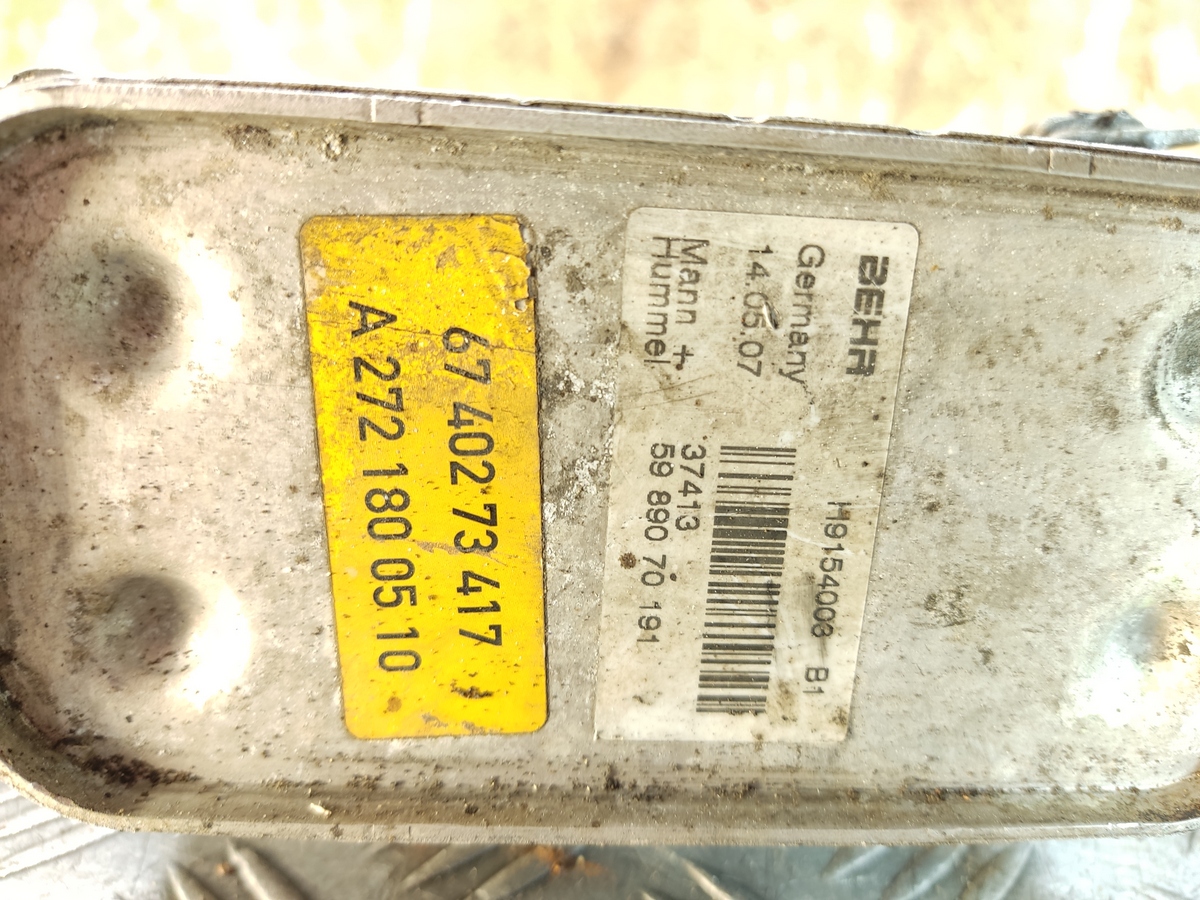 BEHR
Germany
H9154008 B1
14.05.07
Mann +
Hummel
37413
59 890 70 191
67 402 73 417
A 272 180 05 10